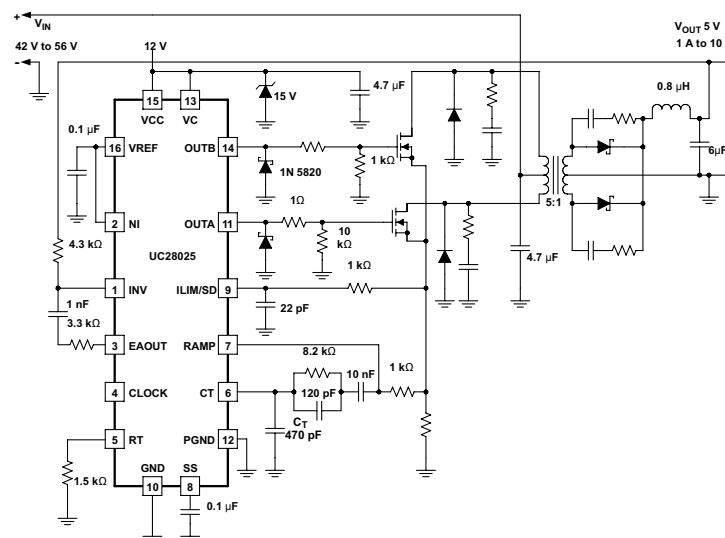 +
V_IN
42 V to 56 V
-
12 V
V_OUT 5 V
1 A to 10
15 V
4.7 µF
0.8 µH
0.1 µF
15
13
VCC
VC
16
VREF
OUTB
14
1N 5820
1 kΩ
6µF
5:1
2
NI
OUTA
11
1Ω
10
kΩ
4.3 kΩ
UC28025
4.7 µF
1
INV
ILIM/SD
9
1 kΩ
22 pF
1 nF
3.3 kΩ
3
EAOUT
RAMP
7
8.2 kΩ
10 nF
1 kΩ
4
CLOCK
CT
6
120 pF
C_T
470 pF
5
RT
PGND
12
1.5 kΩ
GND
SS
10
8
0.1 µF